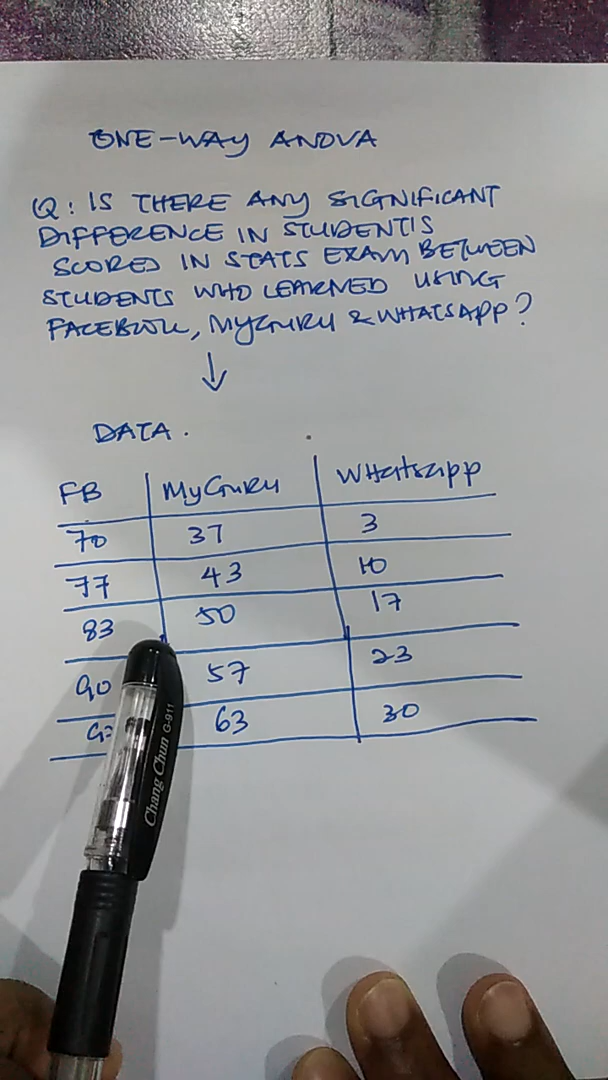 ONE-WAY ANOVA
Q: IS THERE ANY SIGNIFICANT
DIFFERENCE IN STUDENTS
SCORED IN STATS EXAM BETWEEN
STUDENTS WHO LEARNED USING
FACEBOOK, MYGURU & WHATSAPP?
DATA.
FB MyGuru Whatsapp
70 37 3
77 43 10
83 50 17
90 57 23
63 30
Chang Chun G-911